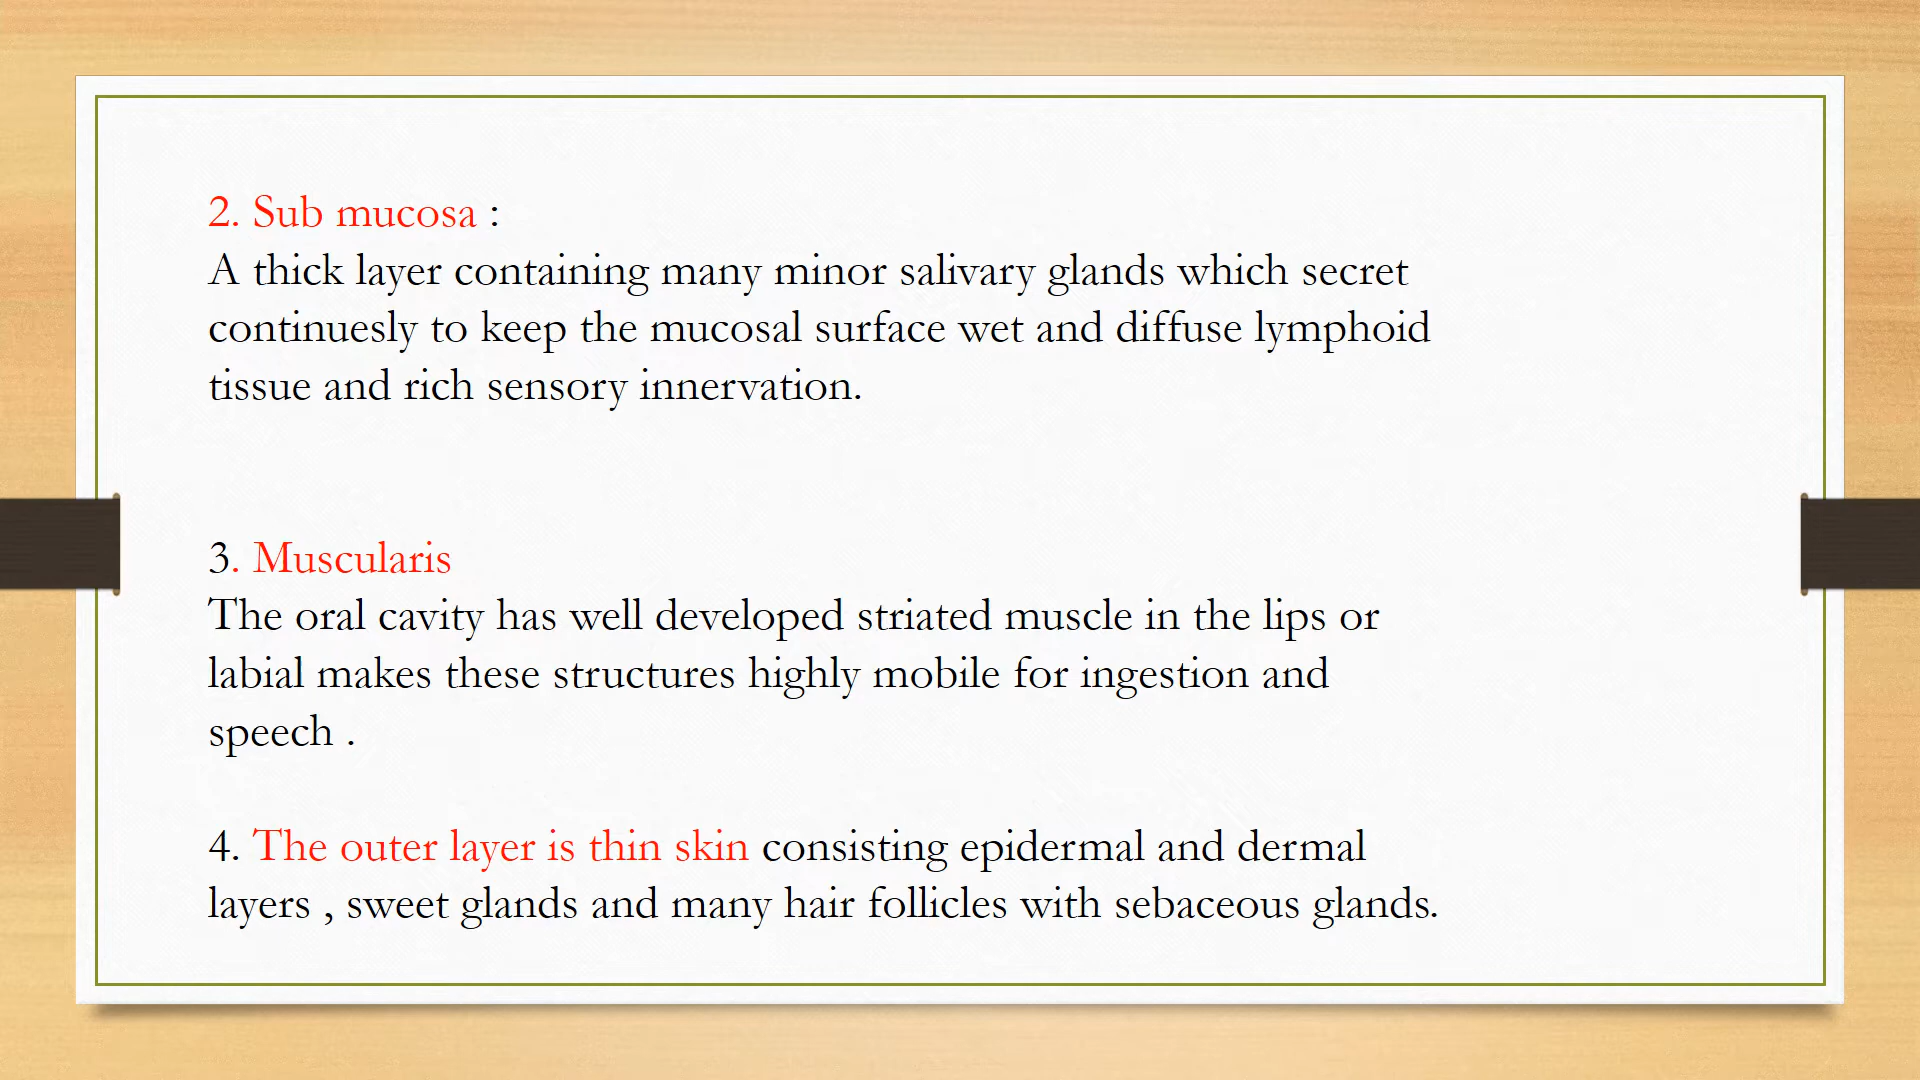 2. Sub mucosa :
A thick layer containing many minor salivary glands which secret
continuesly to keep the mucosal surface wet and diffuse lymphoid
tissue and rich sensory innervation.
3. Muscularis
The oral cavity has well developed striated muscle in the lips or
labial makes these structures highly mobile for ingestion and
speech .
4. The outer layer is thin skin consisting epidermal and dermal
layers , sweet glands and many hair follicles with sebaceous glands.